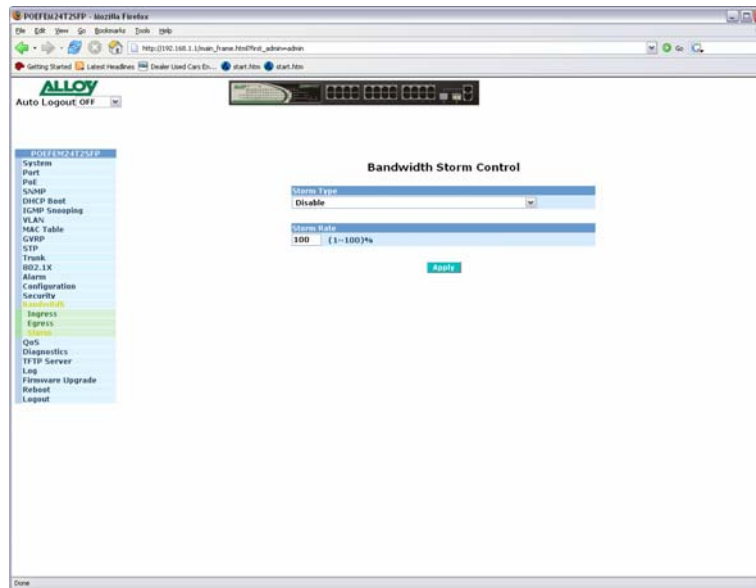 POEFEM24T2SFP - Mozilla Firefox
File Edit View Go Bookmarks Tools Help
http://192.168.1.1/main_frame.html?first_admin=admin
Go
Getting Started Latest Headlines Dealer Used Cars En... start.htm start.htm
ALLOY
Auto Logout OFF
POEFEM24T2SFP
System
Port
PoE
SNMP
DHCP Boot
IGMP Snooping
VLAN
MAC Table
GVRP
STP
Trunk
802.1X
Alarm
Configuration
Security
Bandwidth
Ingress
Egress
Storm
QoS
Diagnostics
TFTP Server
Log
Firmware Upgrade
Reboot
Logout
Bandwidth Storm Control
Storm Type
Disable
Storm Rate
100 (1~100)%
Apply
Done